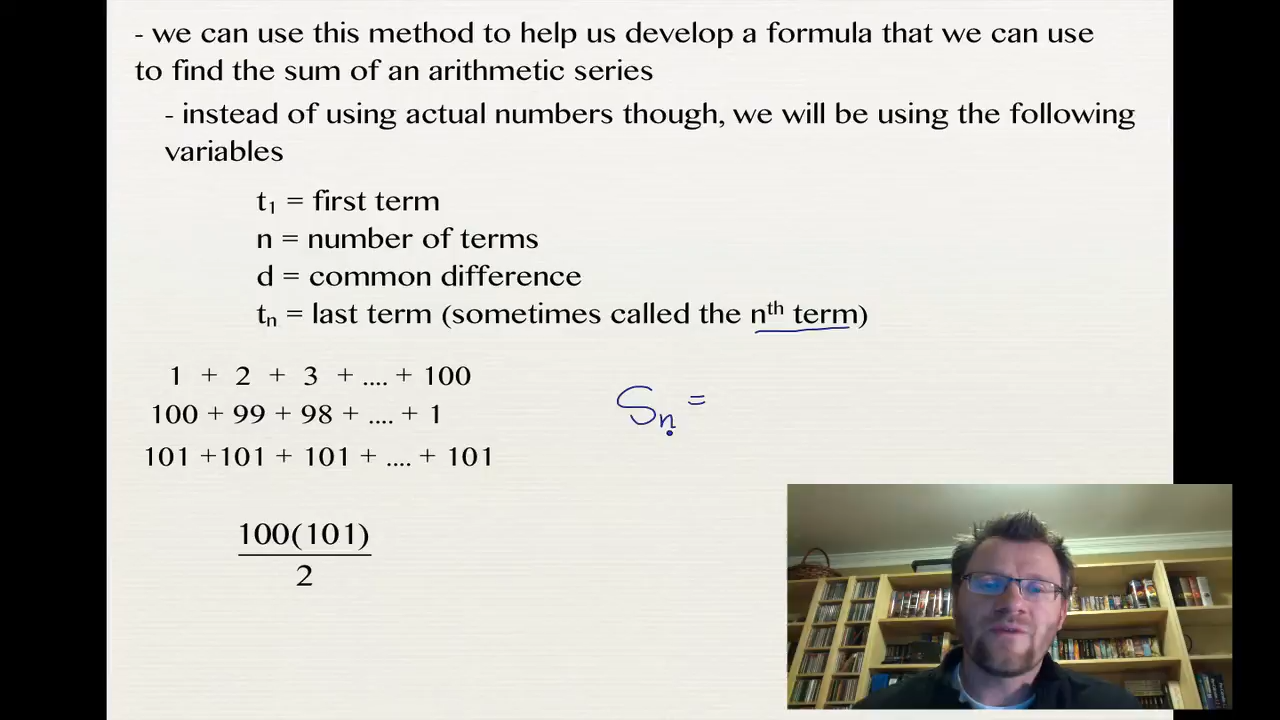 - we can use this method to help us develop a formula that we can use
to find the sum of an arithmetic series
- instead of using actual numbers though, we will be using the following
variables
t₁ = first term
n = number of terms
d = common difference
tₙ = last term (sometimes called the nᵗʰ term)
1 + 2 + 3 + .... + 100
100 + 99 + 98 + .... + 1
101 +101 + 101 + .... + 101
Sₙ =
100(101)
2